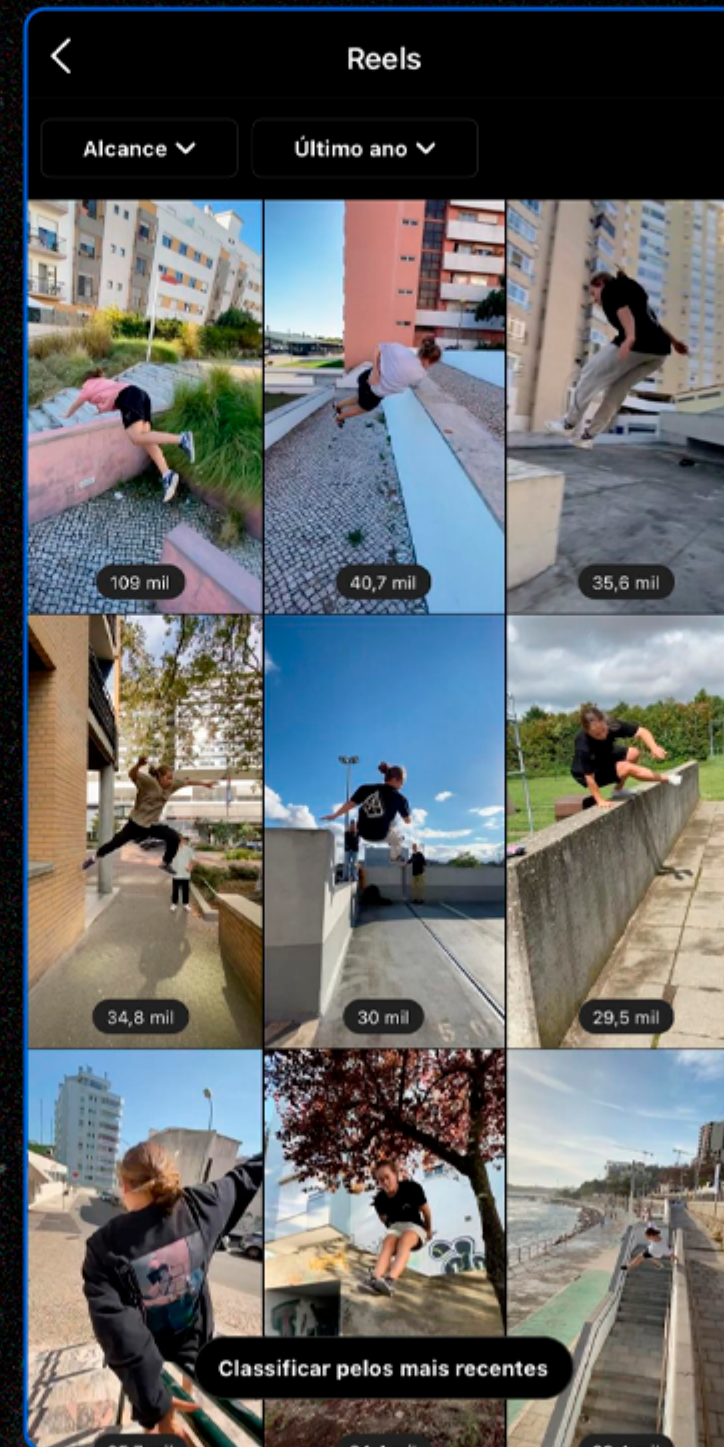 Reels
Alcance
Último ano
109 mil
40,7 mil
35,6 mil
34,8 mil
30 mil
29,5 mil
Classificar pelos mais recentes